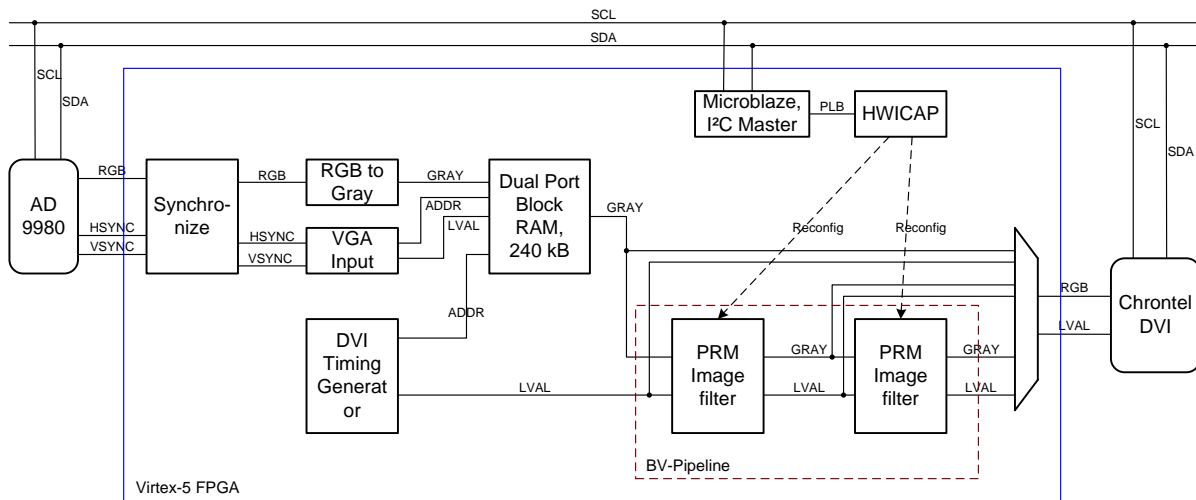 SCL
SDA
SCL
SDA
SCL
SDA
Microblaze,
I²C Master
PLB
HWICAP
AD
9980
RGB
HSYNC
VSYNC
Synchro-
nize
RGB
HSYNC
VSYNC
RGB to
Gray
VGA
Input
GRAY
ADDR
LVAL
Dual Port
Block
RAM,
240 kB
GRAY
Reconfig
Reconfig
DVI
Timing
Generat
or
ADDR
LVAL
PRM
Image
filter
GRAY
LVAL
PRM
Image
filter
GRAY
LVAL
BV-Pipeline
RGB
LVAL
Chrontel
DVI
Virtex-5 FPGA